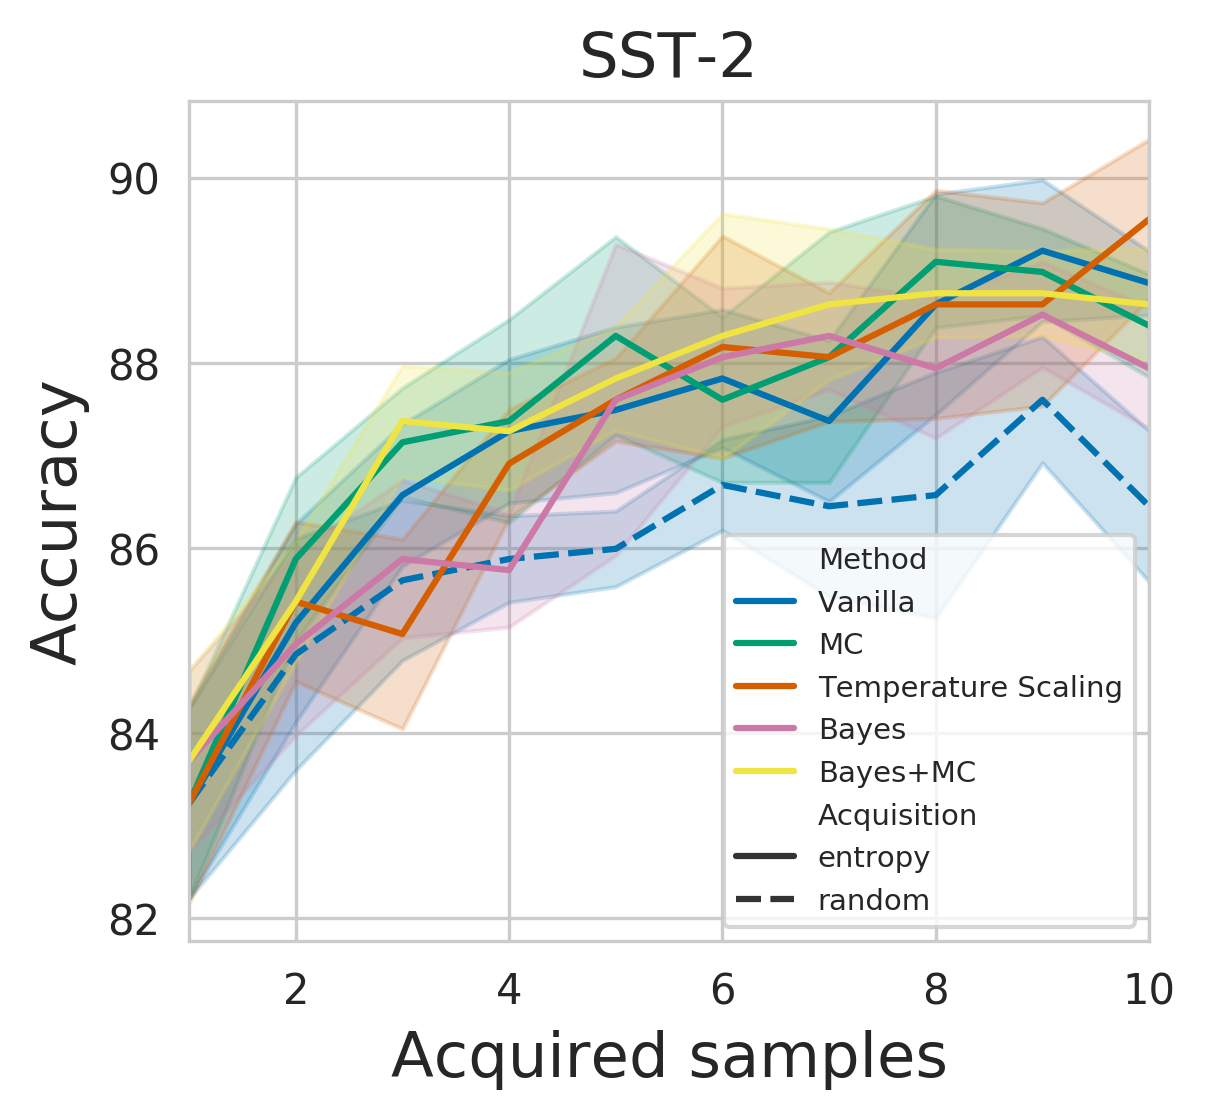 SST-2
Accuracy
90
88
86
84
82
Method
Vanilla
MC
Temperature Scaling
Bayes
Bayes+MC
Acquisition
entropy
random
2 4 6 8 10
Acquired samples